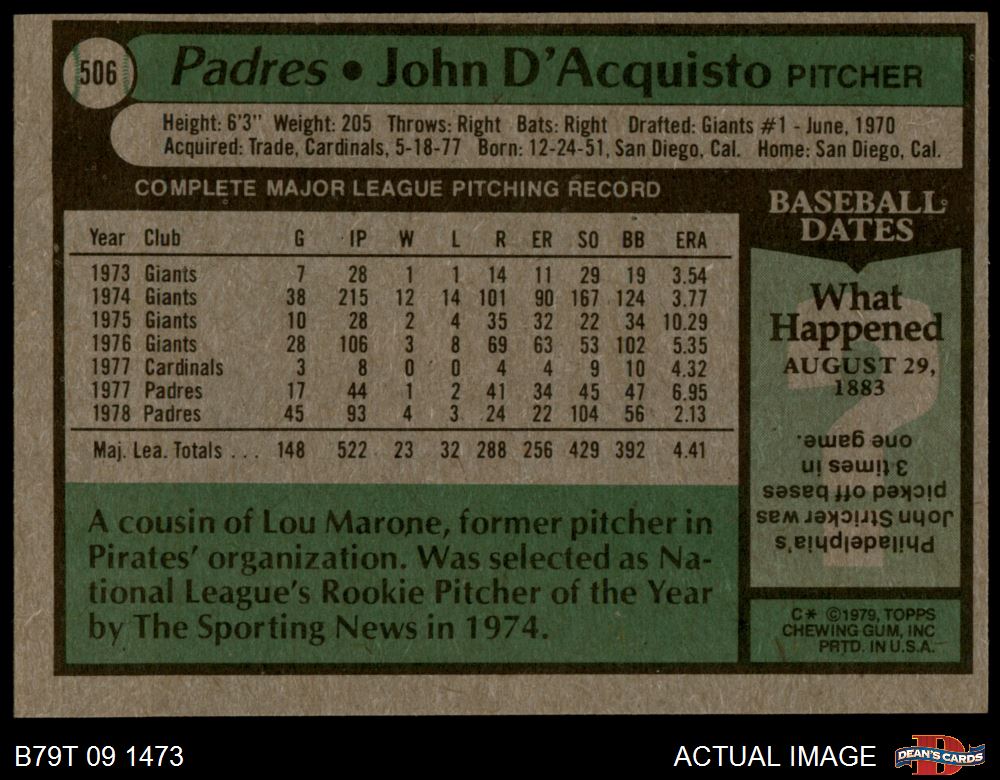 506
Padres • John D'Acquisto PITCHER
Height: 6'3" Weight: 205 Throws: Right Bats: Right Drafted: Giants #1 - June, 1970
Acquired: Trade, Cardinals, 5-18-77 Born: 12-24-51, San Diego, Cal. Home: San Diego, Cal.
COMPLETE MAJOR LEAGUE PITCHING RECORD
Year Club G IP W L R ER SO BB ERA
1973 Giants 7 28 1 1 14 11 29 19 3.54
1974 Giants 38 215 12 14 101 90 167 124 3.77
1975 Giants 10 28 2 4 35 32 22 34 10.29
1976 Giants 28 106 3 8 69 63 53 102 5.35
1977 Cardinals 3 8 0 0 4 4 9 10 4.32
1977 Padres 17 44 1 2 41 34 45 47 6.95
1978 Padres 45 93 4 3 24 22 104 56 2.13
Maj. Lea. Totals ... 148 522 23 32 288 256 429 392 4.41
A cousin of Lou Marone, former pitcher in
Pirates' organization. Was selected as Na-
tional League's Rookie Pitcher of the Year
by The Sporting News in 1974.
BASEBALL
DATES
What
Happened
AUGUST 29,
1883
Philadelphia's
John Stricker was
picked off bases
3 times in
one game.
C* ©1979, TOPPS
CHEWING GUM, INC
PRTD. IN U.S.A.
B79T 09 1473
ACTUAL IMAGE
D
DEAN'S CARDS